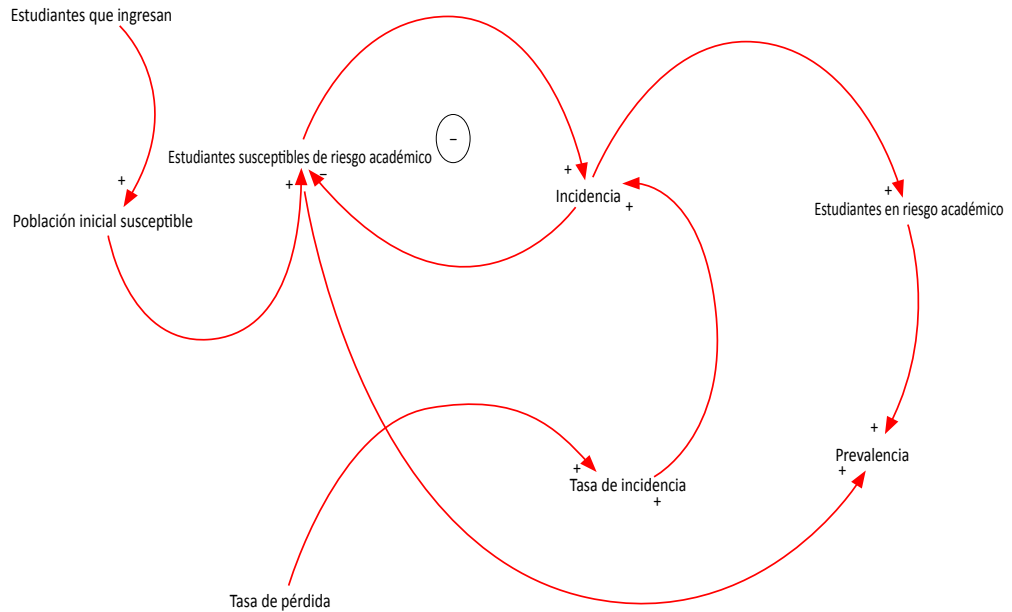 Estudiantes que ingresan
−
Estudiantes susceptibles de riesgo académico
−
+
+
+
Incidencia
+
+
Estudiantes en riesgo académico
Población inicial susceptible
+
Prevalencia
+
+
Tasa de incidencia
+
Tasa de pérdida